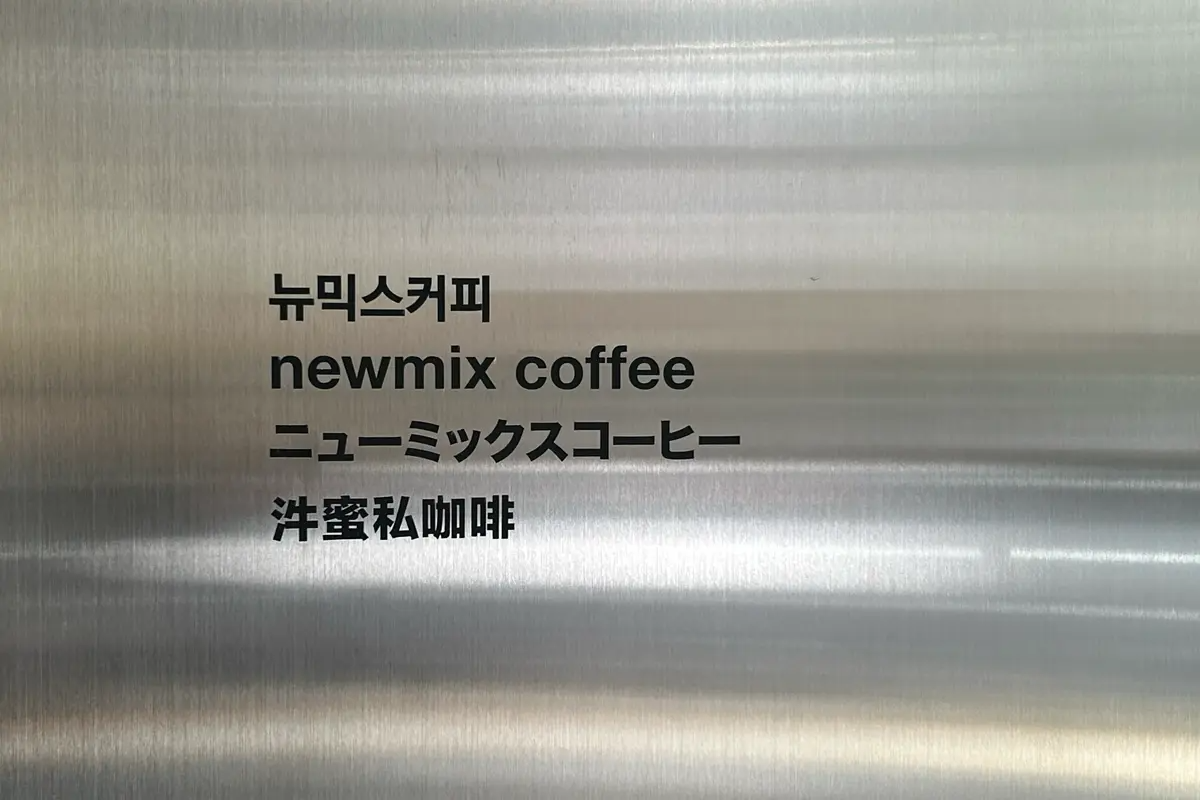 뉴믹스커피
newmix coffee
ニューミックスコーヒー
汼蜜私咖啡